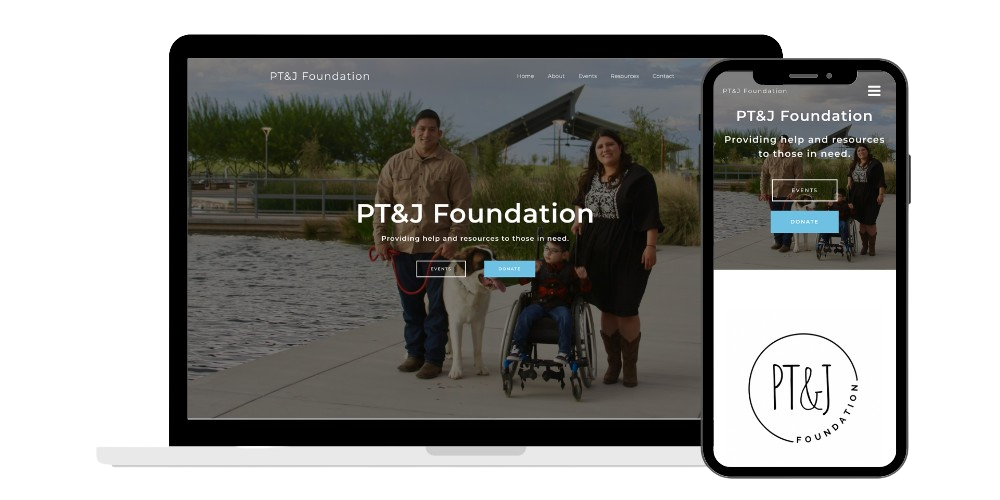 PT&J Foundation
Home About Events Resources Contact
PT&J Foundation
Providing help and resources to those in need.
EVENTS
DONATE
PT&J Foundation
PT&J Foundation
Providing help and resources
to those in need.
EVENTS
DONATE
PT&J
FOUNDATION